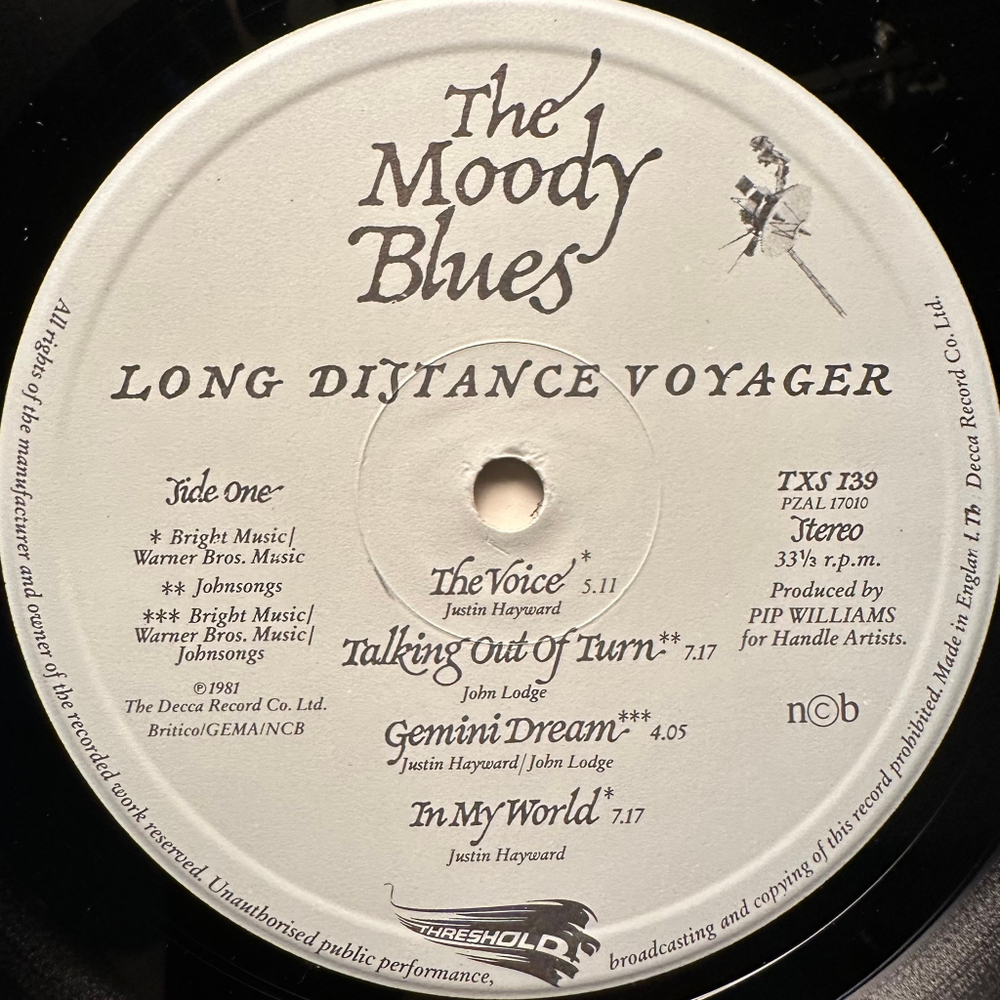 The
Moody
Blues
LONG DISTANCE VOYAGER
Side One
* Bright Music/
Warner Bros. Music
** Johnsongs
*** Bright Music/
Warner Bros. Music/
Johnsongs
℗1981
The Decca Record Co. Ltd.
Britico/GEMA/NCB
TXS 139
PZAL 17010
Stereo
33⅓ r.p.m.
Produced by
PIP WILLIAMS
for Handle Artists.
n©b
The Voice* 5.11
Justin Hayward
Talking Out Of Turn** 7.17
John Lodge
Gemini Dream*** 4.05
Justin Hayward/John Lodge
In My World* 7.17
Justin Hayward
THRESHOLD
All rights of the manufacturer and owner of the recorded work reserved. Unauthorised public performance,
broadcasting and copying of this record prohibited. Made in Decca Record Co. Ltd.